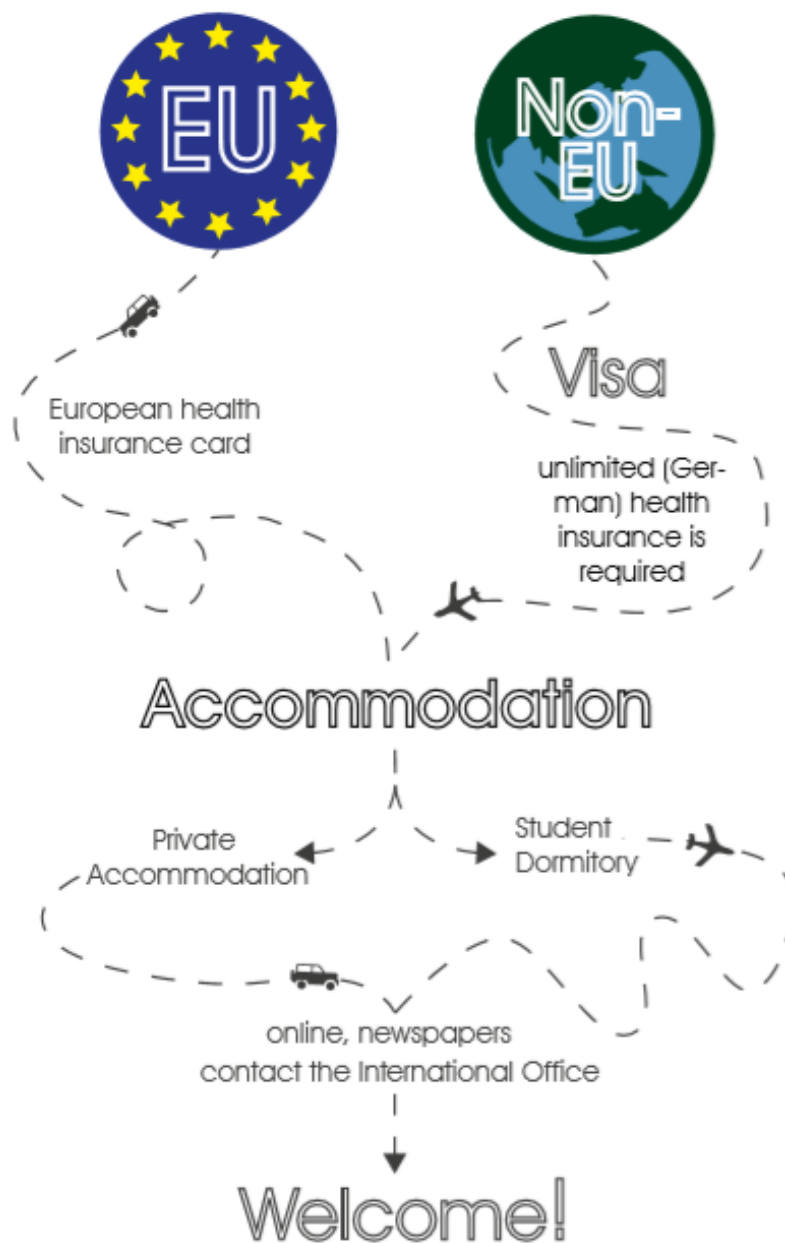 EU
Non-
EU
Visa
European health
insurance card
unlimited (Ger-
man) health
insurance is
required
Accommodation
Private
Accommodation
Student
Dormitory
online, newspapers
contact the International Office
Welcome!